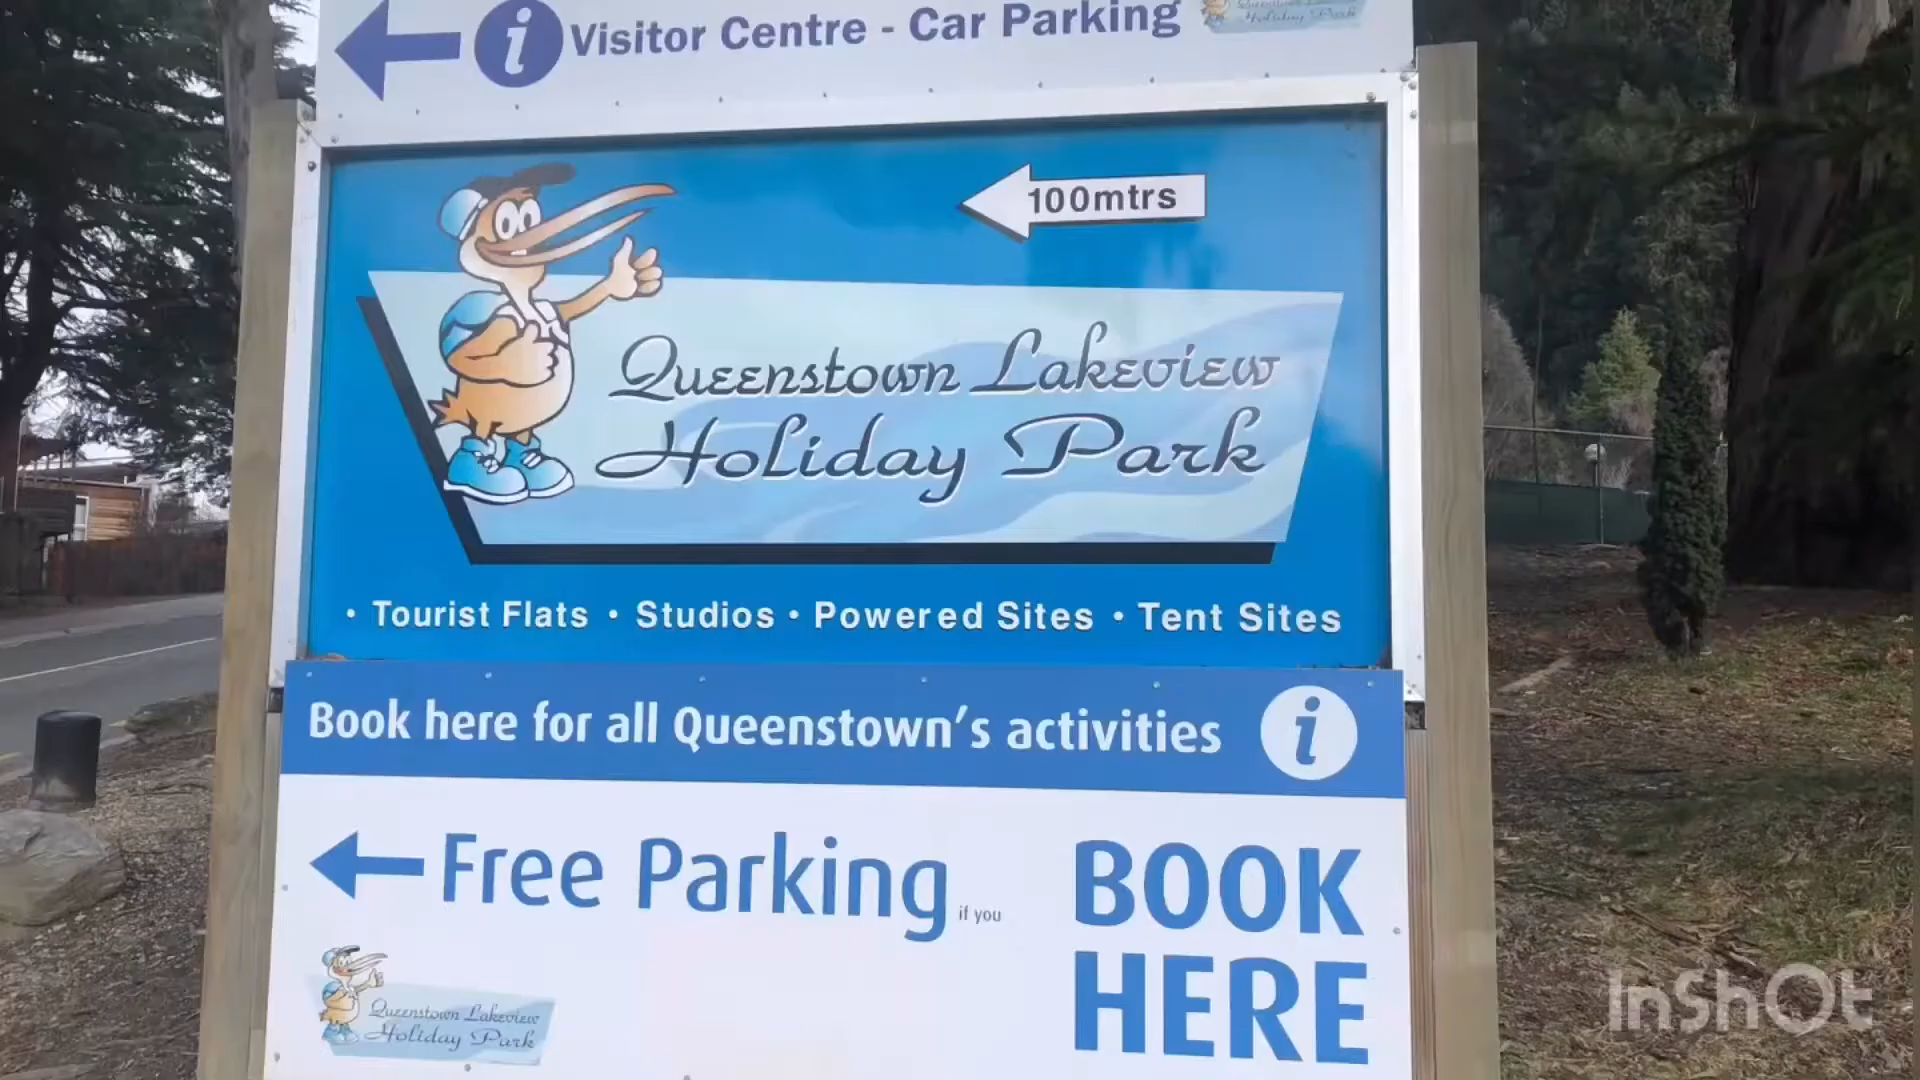 i Visitor Centre - Car Parking
100mtrs
Queenstown Lakeview
Holiday Park
• Tourist Flats • Studios • Powered Sites • Tent Sites
Book here for all Queenstown's activities i
Free Parking if you
BOOK
HERE
Queenstown Lakeview
Holiday Park
InShOt